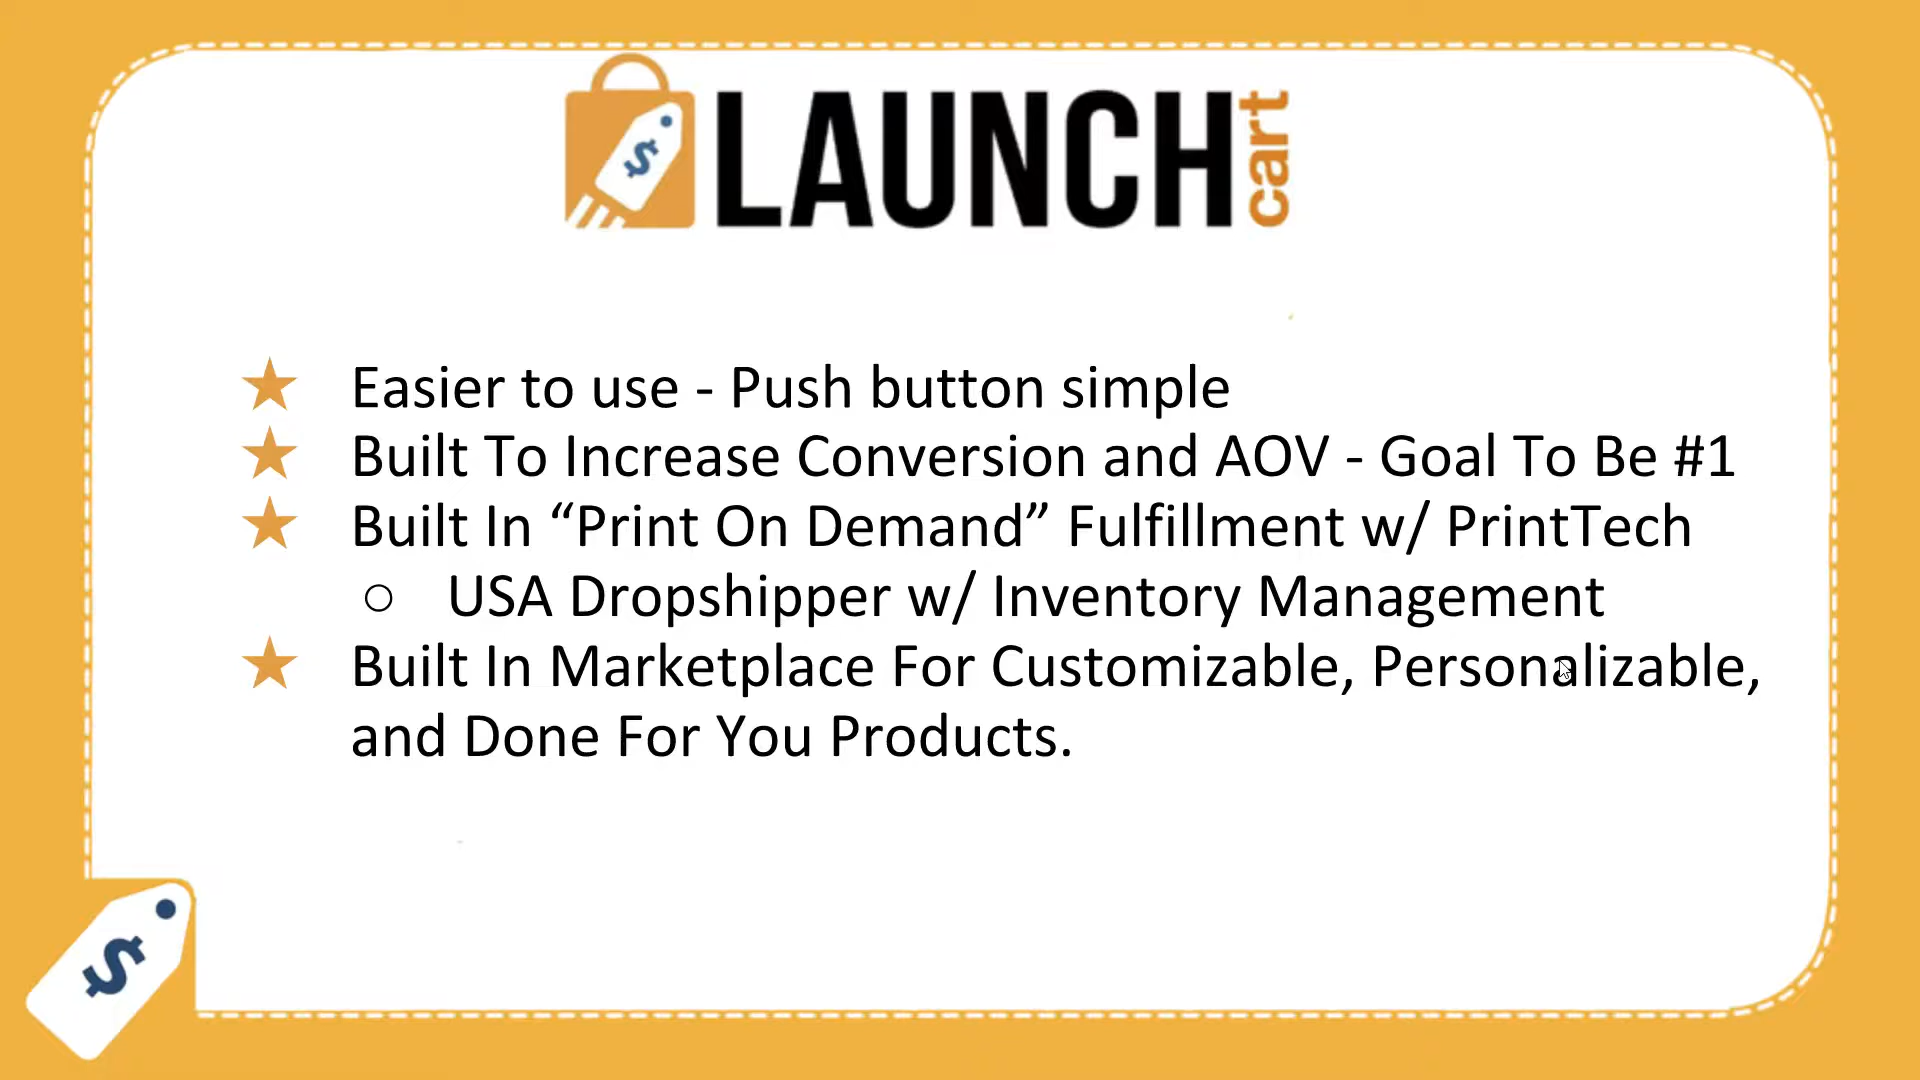 $ LAUNCH cart
★ Easier to use - Push button simple
★ Built To Increase Conversion and AOV - Goal To Be #1
★ Built In “Print On Demand” Fulfillment w/ PrintTech
○ USA Dropshipper w/ Inventory Management
★ Built In Marketplace For Customizable, Personalizable,
and Done For You Products.
$